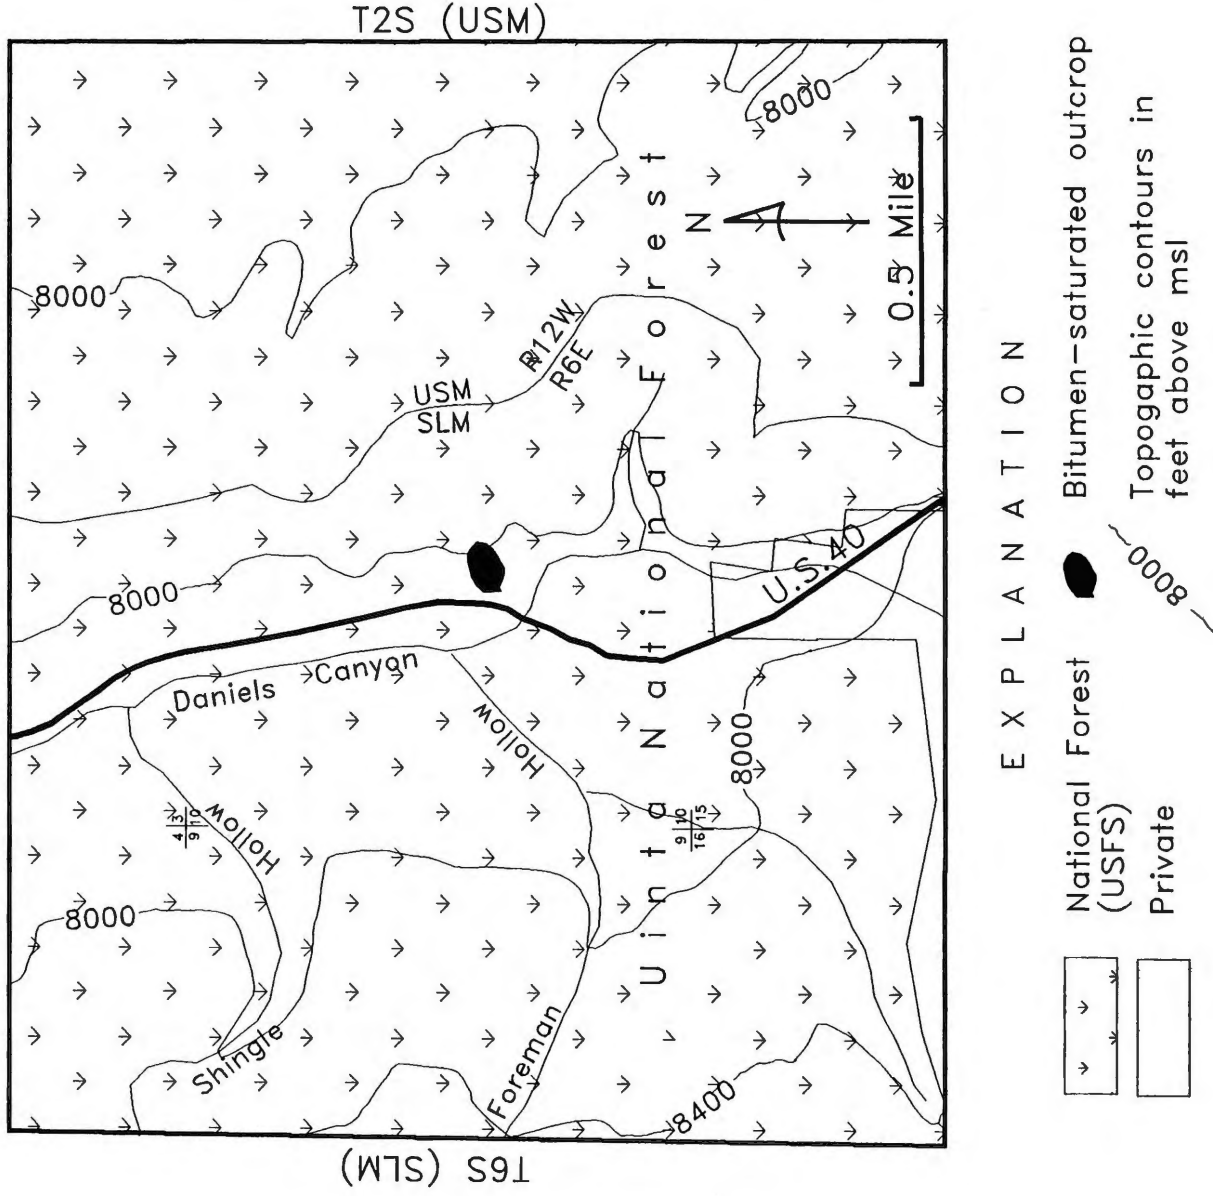 T2S (USM)
8000
8000
USM
SLM
R12W
R6E
N
0.5 Mile
8000
U.S. 40
Daniels Canyon
Hollow
Hollow
4 3
9 10
9 10
16 15
8000
8000
Shingle
Foreman
8400
Uinta National Forest
T6S (SLM)
EXPLANATION
National Forest
(USFS)
Private
Bitumen-saturated outcrop
8000
Topogaphic contours in
feet above msl